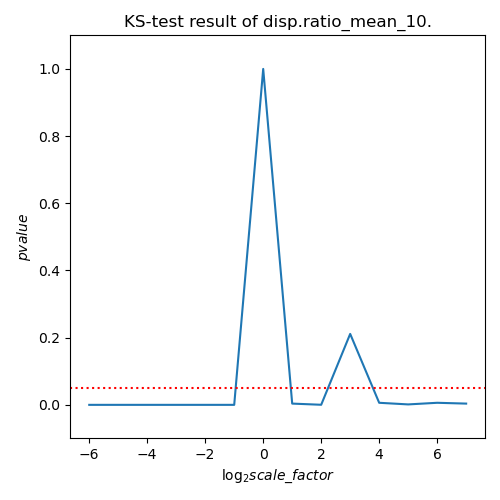 KS-test result of disp.ratio_mean_10.
1.0
0.8
0.6
0.4
0.2
0.0
pvalue
−6 −4 −2 0 2 4 6
log₂scale_factor